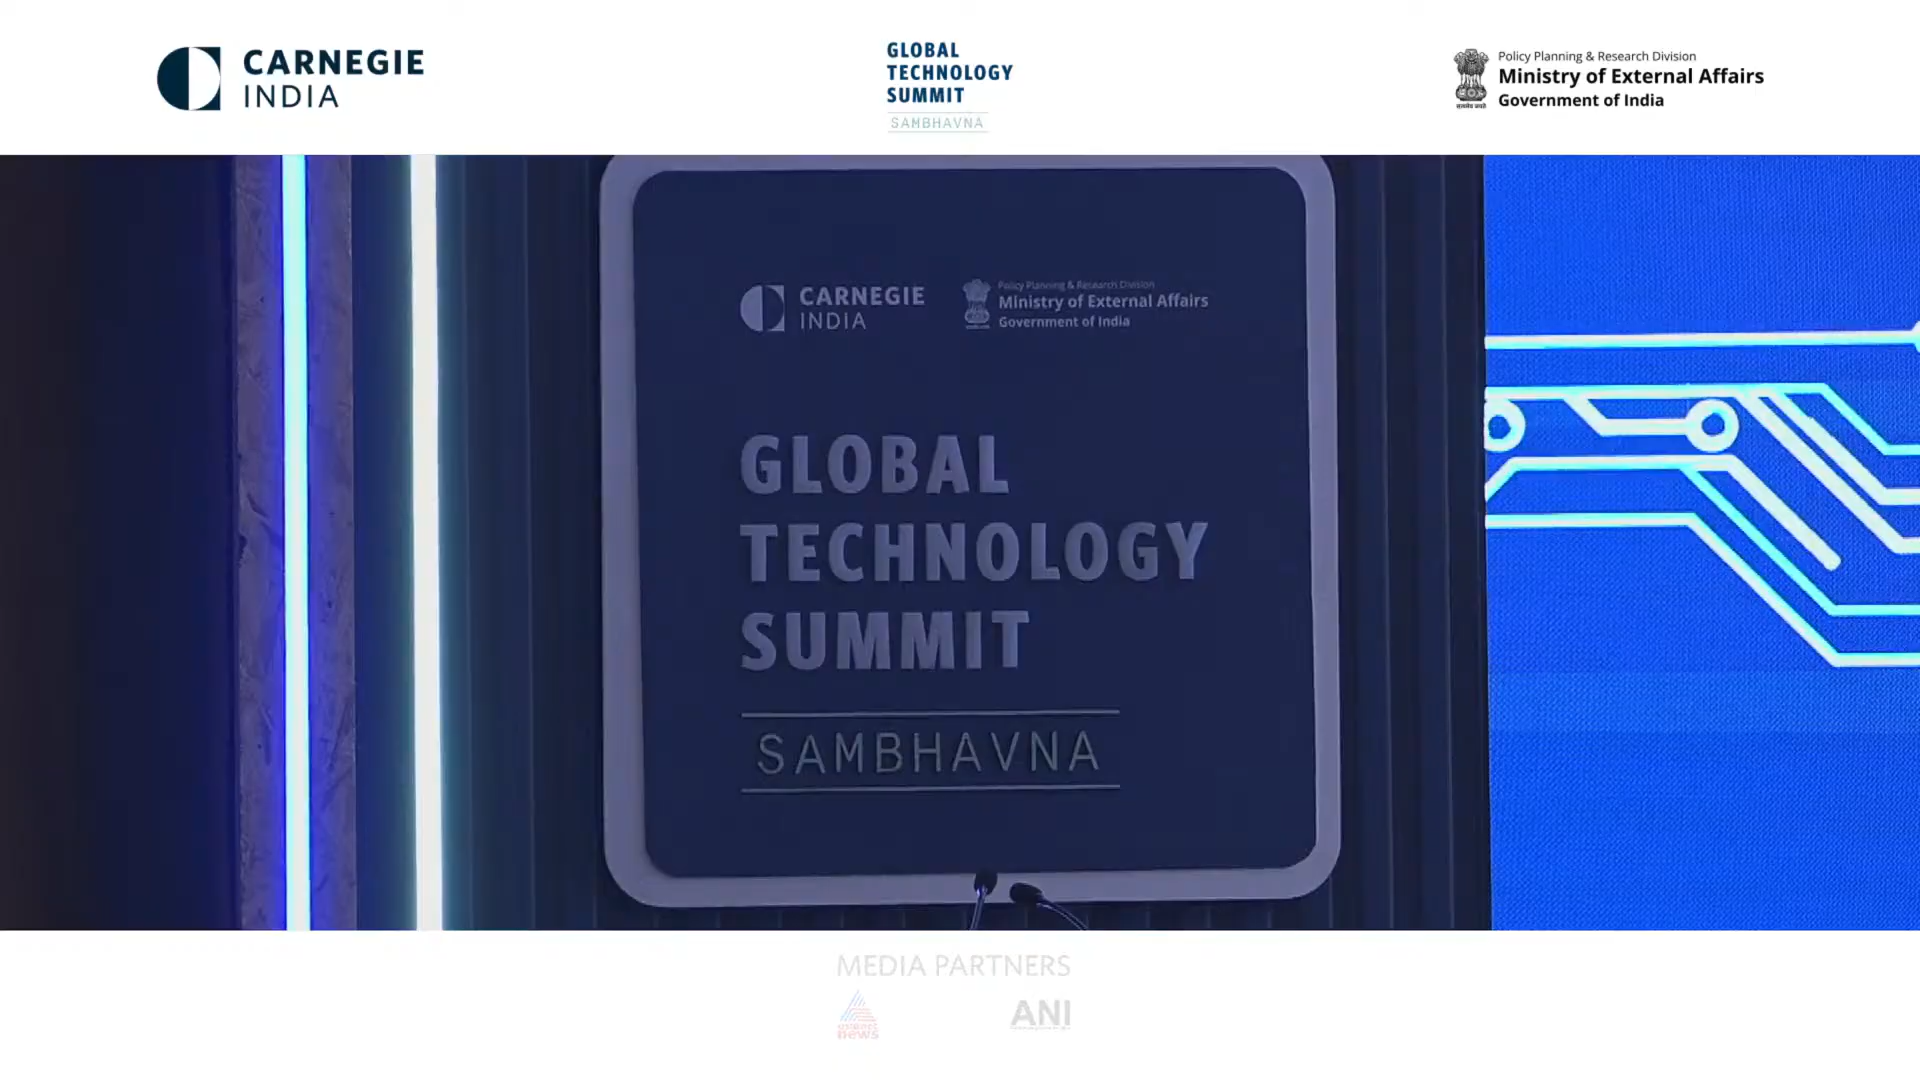 CARNEGIE
INDIA
GLOBAL
TECHNOLOGY
SUMMIT
SAMBHAVNA
Policy Planning & Research Division
Ministry of External Affairs
Government of India
CARNEGIE
INDIA
Policy Planning & Research Division
Ministry of External Affairs
Government of India
GLOBAL
TECHNOLOGY
SUMMIT
SAMBHAVNA
MEDIA PARTNERS
news
ANI